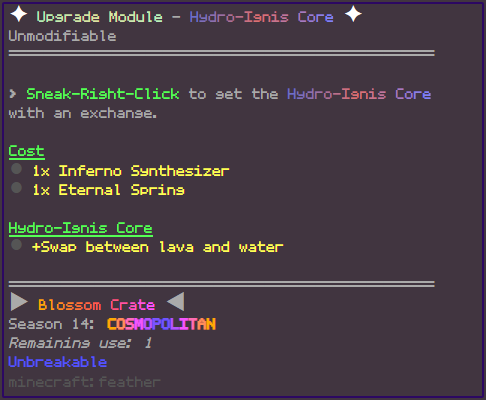 ✦ Upgrade Module - Hydro-Ignis Core ✦
Unmodifiable
> Sneak-Right-Click to set the Hydro-Ignis Core
with an exchange.
Cost
● 1x Inferno Synthesizer
● 1x Eternal Spring
Hydro-Ignis Core
● +Swap between lava and water
▶ Blossom Crate ◀
Season 14: COSMOPOLITAN
Remaining use: 1
Unbreakable
minecraft:feather